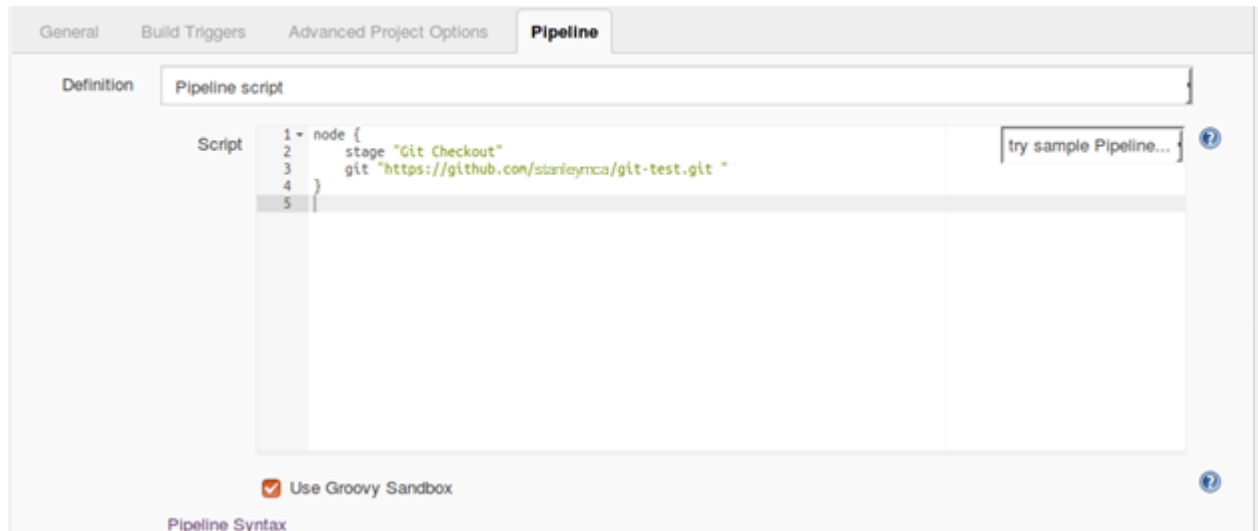 General Build Triggers Advanced Project Options Pipeline
Definition Pipeline script
Script
1 node {
2 stage "Git Checkout"
3 git "https://github.com/stanleymca/git-test.git "
4 }
5
try sample Pipeline...
Use Groovy Sandbox
Pipeline Syntax